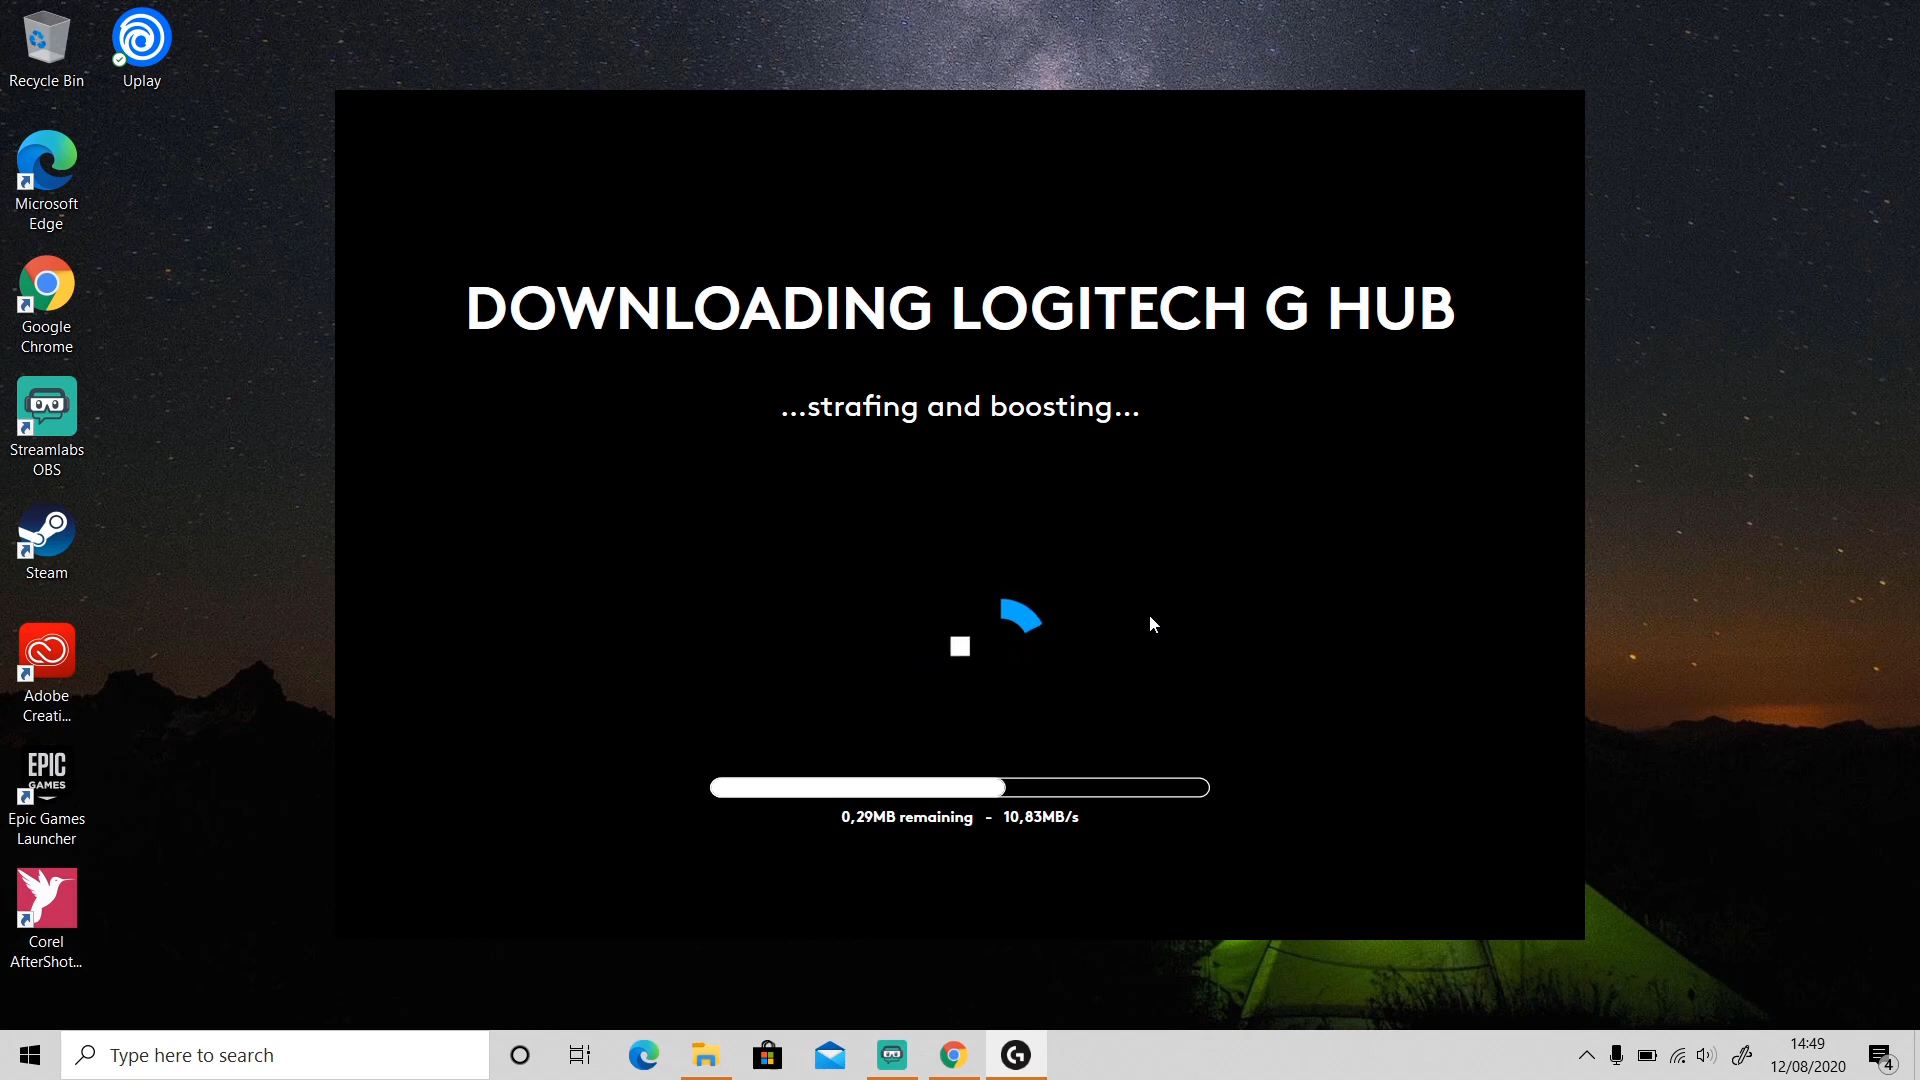 Recycle Bin
Uplay
Microsoft
Edge
Google
Chrome
Streamlabs
OBS
Steam
Adobe
Creati...
EPIC
GAMES
Epic Games
Launcher
Corel
AfterShot...
DOWNLOADING LOGITECH G HUB
...strafing and boosting...
0,29MB remaining - 10,83MB/s
Type here to search
14:49
12/08/2020
4